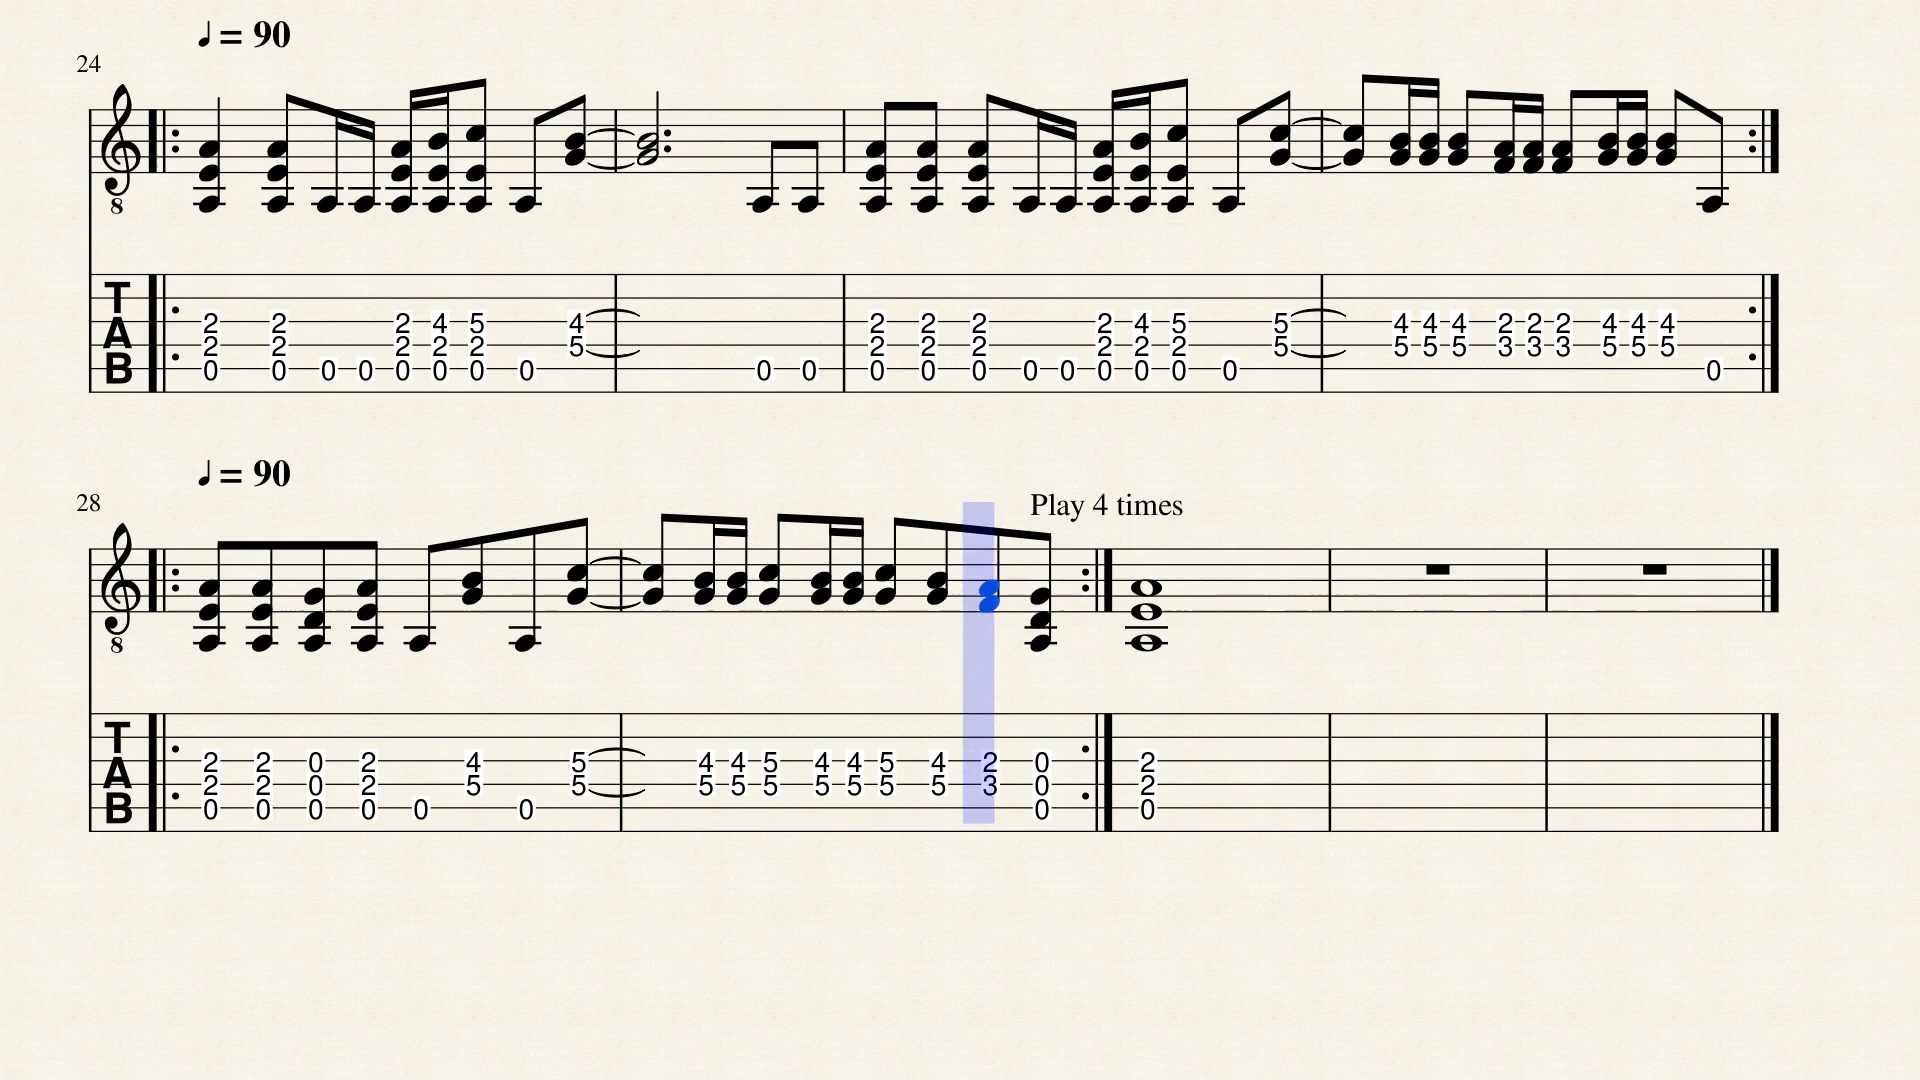 ♩ = 90
24
8
T
A
B
2 2 2 4 5 4 2 2 2 2 4 5 5 4 4 4 2 2 2 4 4 4
2 2 2 2 2 5 2 2 2 2 2 2 5 5 5 5 3 3 3 5 5 5
0 0 0 0 0 0 0 0 0 0 0 0 0 0 0 0 0 0 0 0
♩ = 90
28
Play 4 times
8
T
A
B
2 2 0 2 4 5 4 4 5 4 4 5 4 2 0 2
2 2 0 2 5 5 5 5 5 5 5 5 5 3 0 2
0 0 0 0 0 0 0 0